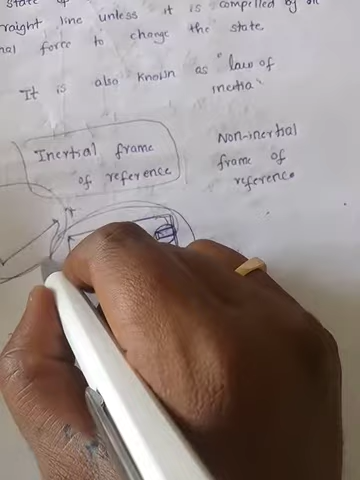 raight line unless it is compelled by
nal force to change the state.
It is also known as "law of
inertia".
Inertial frame
of reference
Non-inertial
frame of
reference